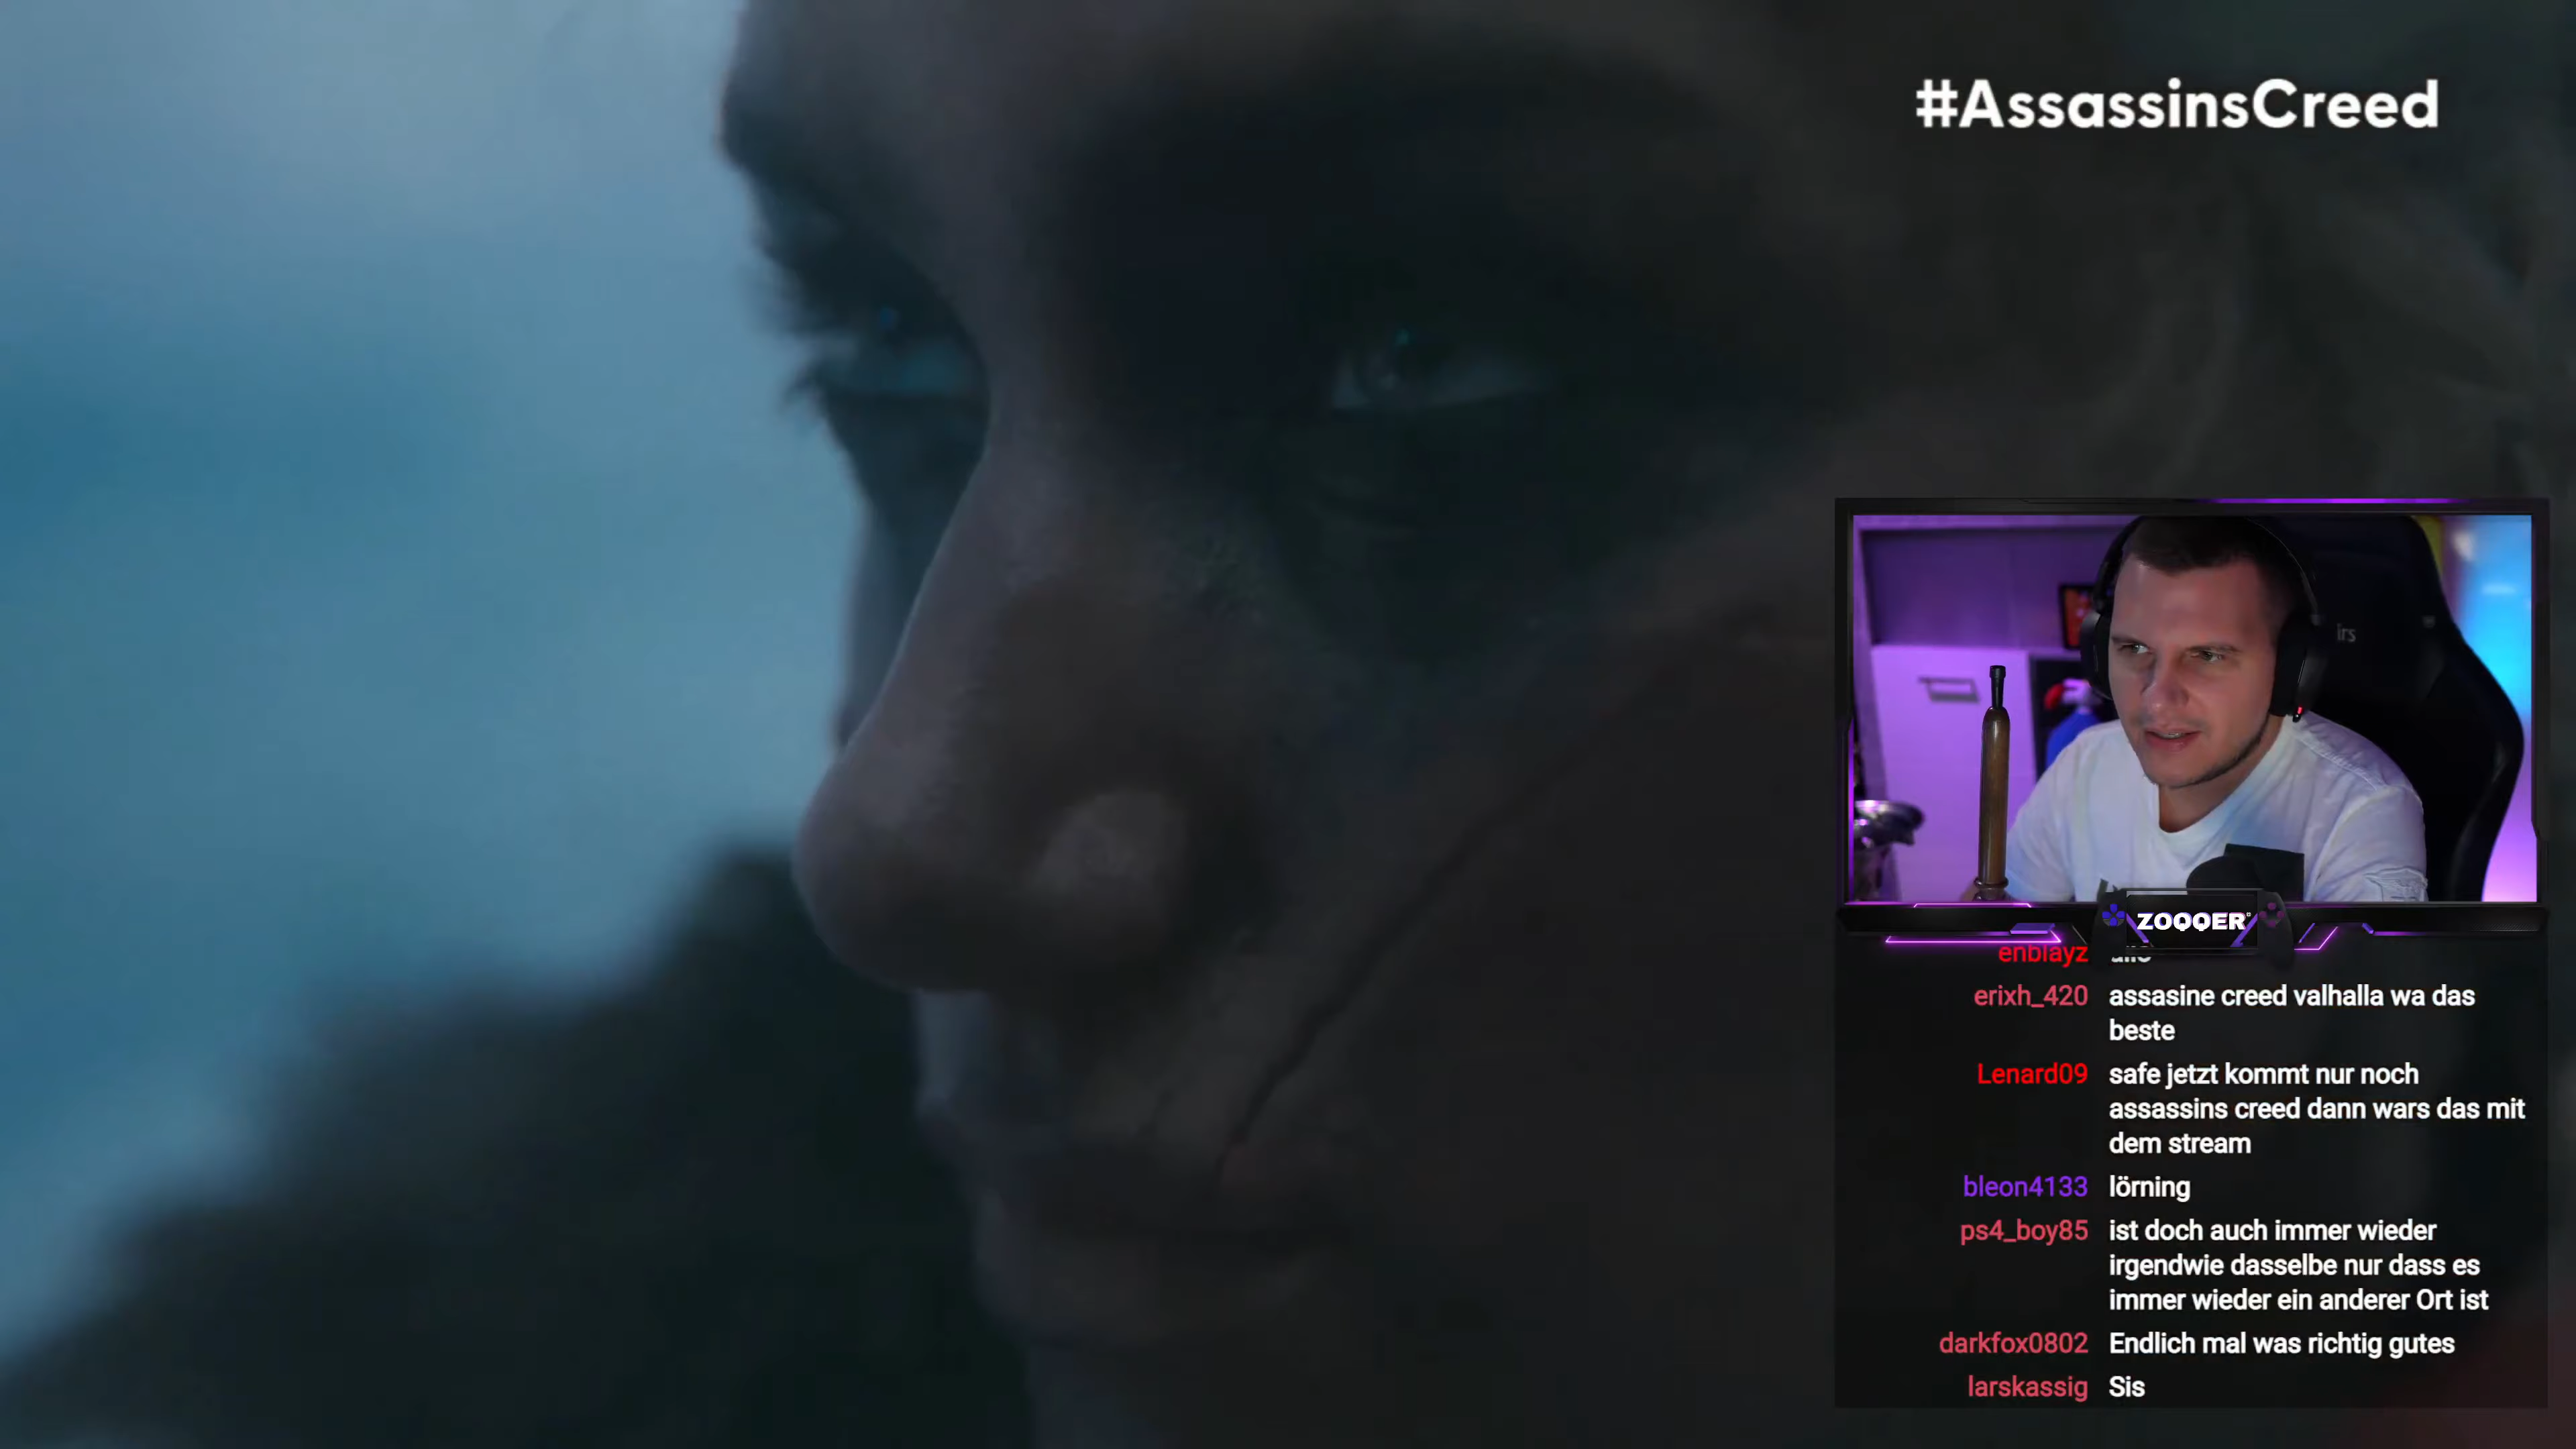 #AssassinsCreed
irs
ZOQQER
enblayz
erixh_420 assasine creed valhalla wa das
beste
Lenard09 safe jetzt kommt nur noch
assassins creed dann wars das mit
dem stream
bleon4133 lörning
ps4_boy85 ist doch auch immer wieder
irgendwie dasselbe nur dass es
immer wieder ein anderer Ort ist
darkfox0802 Endlich mal was richtig gutes
larskassig Sis